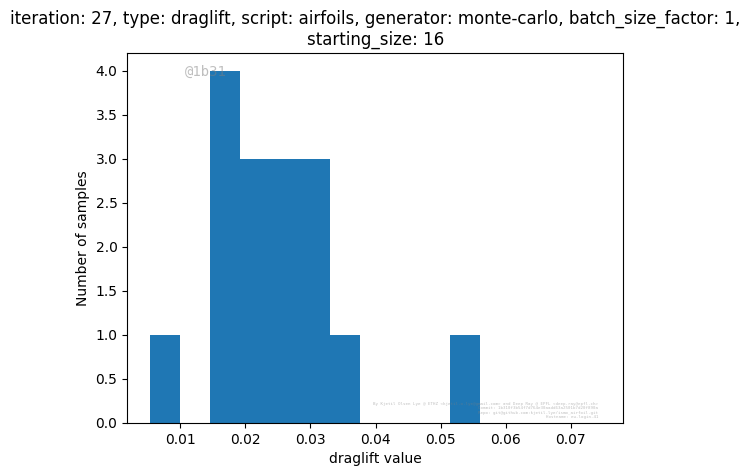 iteration: 27, type: draglift, script: airfoils, generator: monte-carlo, batch_size_factor: 1,
starting_size: 16
@1b31
4.0
3.5
3.0
2.5
2.0
1.5
1.0
0.5
0.0
Number of samples
0.01 0.02 0.03 0.04 0.05 0.06 0.07
draglift value